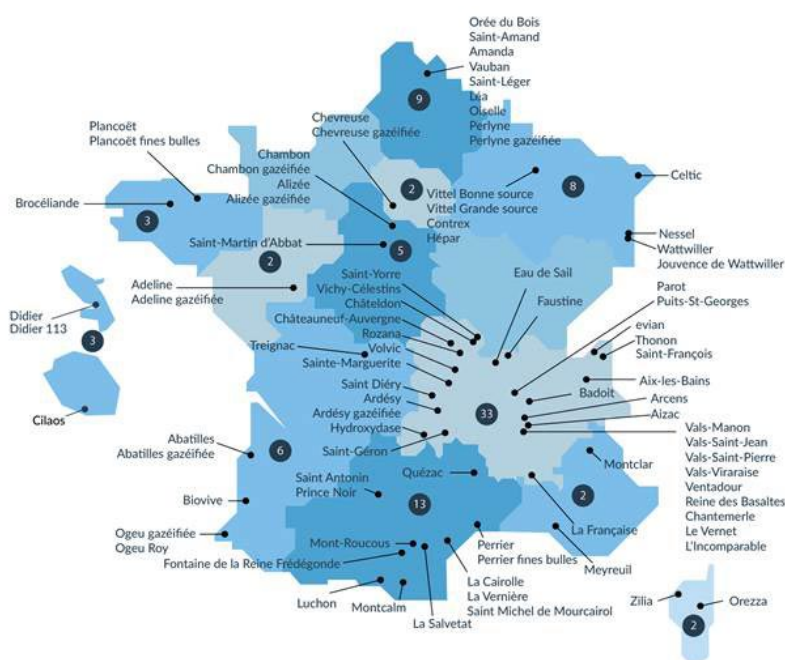 Orée du Bois
Saint-Amand
Amanda
Vauban
Saint-Léger
Léa
Oiselle
Perlyne
Perlyne gazéifiée
9
Chevreuse
Chevreuse gazéifiée
2
Plancoët
Plancoët fines bulles
Brocéliande
3
Chambon
Chambon gazéifiée
Alizée
Alizée gazéifiée
Saint-Martin d'Abbat
5
Vittel Bonne source
Vittel Grande source
Contrex
Hépar
8
Celtic
Nessel
Wattwiller
Jouvence de Wattwiller
2
Adeline
Adeline gazéifiée
Didier
Didier 113
3
Cilaos
Saint-Yorre
Vichy-Célestins
Châteldon
Châteauneuf-Auvergne
Rozana
Volvic
Treignac
Sainte-Marguerite
Saint Diéry
Ardésy
Ardésy gazéifiée
Hydroxydase
Saint-Géron
Eau de Sail
Faustine
Parot
Puits-St-Georges
evian
Thonon
Saint-François
Aix-les-Bains
Badoit
Arcens
Aizac
33
Vals-Manon
Vals-Saint-Jean
Vals-Saint-Pierre
Vals-Viraraise
Ventadour
Reine des Basaltes
Chantemerle
Le Vernet
L'Incomparable
Abatilles
Abatilles gazéifiée
6
Biovive
Ogeu gazéifiée
Ogeu Roy
Saint Antonin
Prince Noir
Quézac
13
Mont-Roucous
Fontaine de la Reine Frédégonde
Luchon
Montcalm
La Salvetat
La Cairolle
La Vernière
Saint Michel de Mourcairol
Perrier
Perrier fines bulles
Montclar
2
La Française
Meyreuil
Zilia
Orezza
2